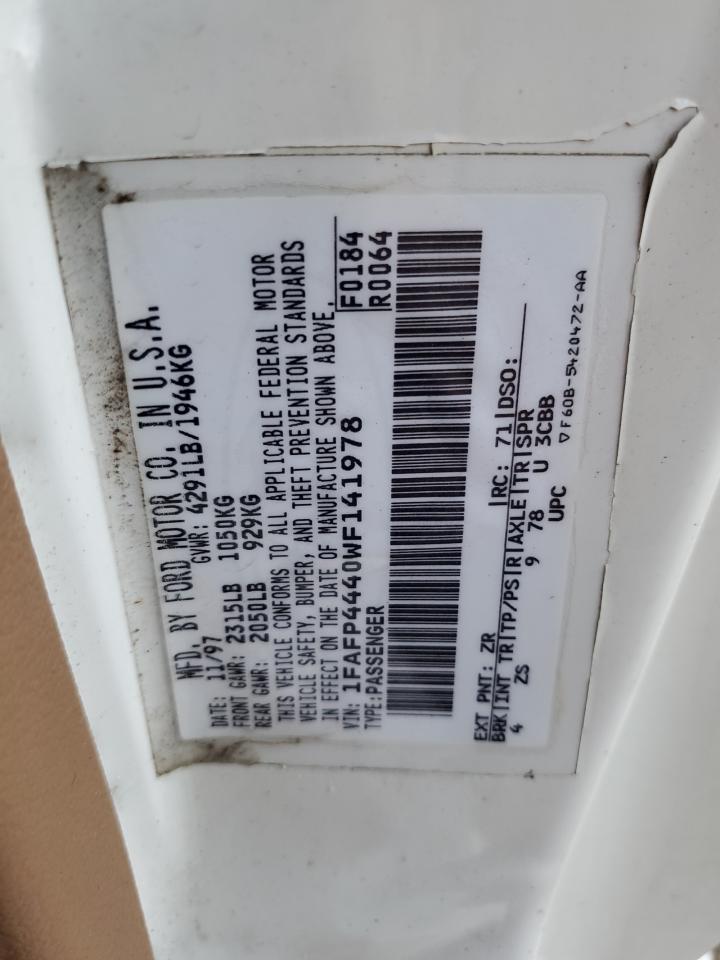 MFD. BY FORD MOTOR CO. IN U.S.A.
DATE: 11/97 GVWR: 4291LB/1946KG
FRONT GAWR: 2315LB 1050KG
REAR GAWR: 2050LB 929KG
THIS VEHICLE CONFORMS TO ALL APPLICABLE FEDERAL MOTOR
VEHICLE SAFETY, BUMPER, AND THEFT PREVENTION STANDARDS
IN EFFECT ON THE DATE OF MANUFACTURE SHOWN ABOVE.
VIN: 1FAFP4440WF141978 F0184
TYPE:PASSENGER R0064
EXT PNT: ZR RC: 71 DSO:
BRK INT TR TP/PS R AXLE TR SPR
4 ZS 9 78 U 3CBB
UPC
▽F60B-5420472-AA